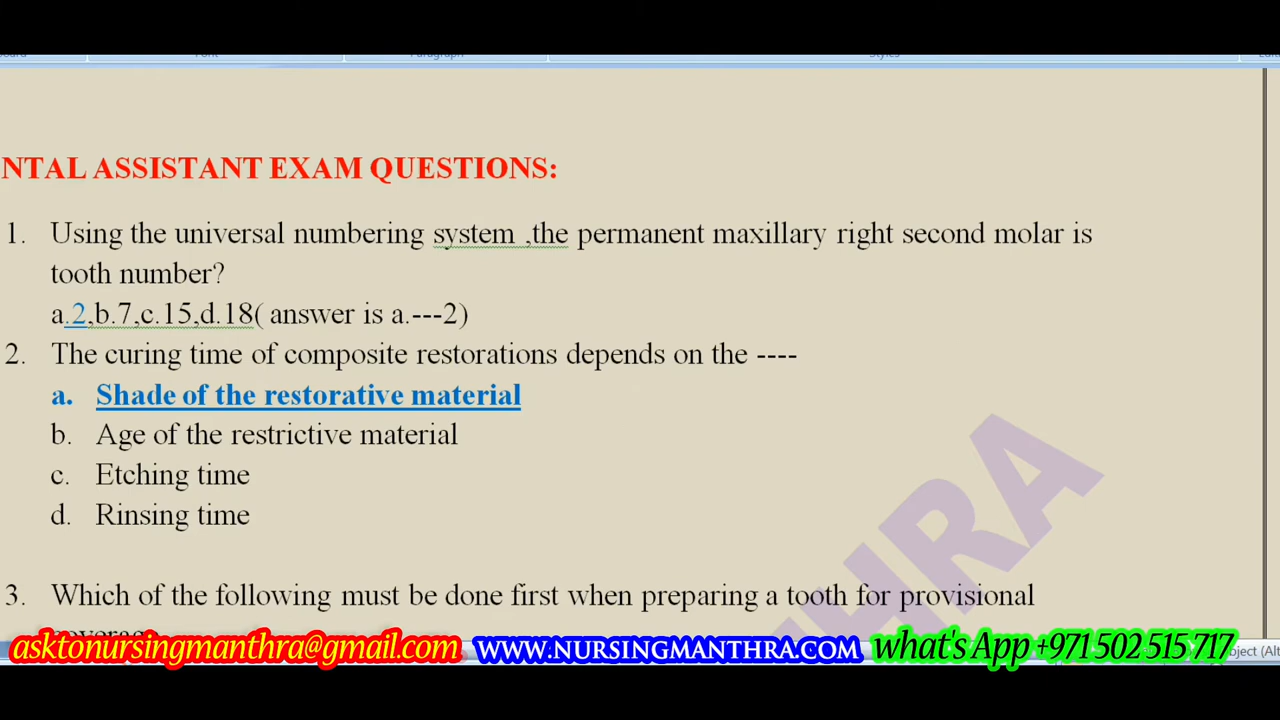 Font
Paragraph
Styles
NTAL ASSISTANT EXAM QUESTIONS:
1. Using the universal numbering system ,the permanent maxillary right second molar is
tooth number?
a.2,b.7,c.15,d.18( answer is a.---2)
2. The curing time of composite restorations depends on the ----
a. Shade of the restorative material
b. Age of the restrictive material
c. Etching time
d. Rinsing time
3. Which of the following must be done first when preparing a tooth for provisional
asktonursingmanthra@gmail.com WWW.NURSINGMANTHRA.COM what's App +971 502 515 717